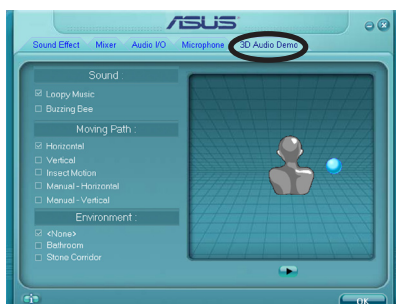 ASUS
Sound Effect Mixer Audio I/O Microphone 3D Audio Demo
Sound :
Loopy Music
Buzzing Bee
Moving Path :
Horizontal
Vertical
Insect Motion
Manual - Horizontal
Manual - Vertical
Environment :
<None>
Bathroom
Stone Corridor
OK